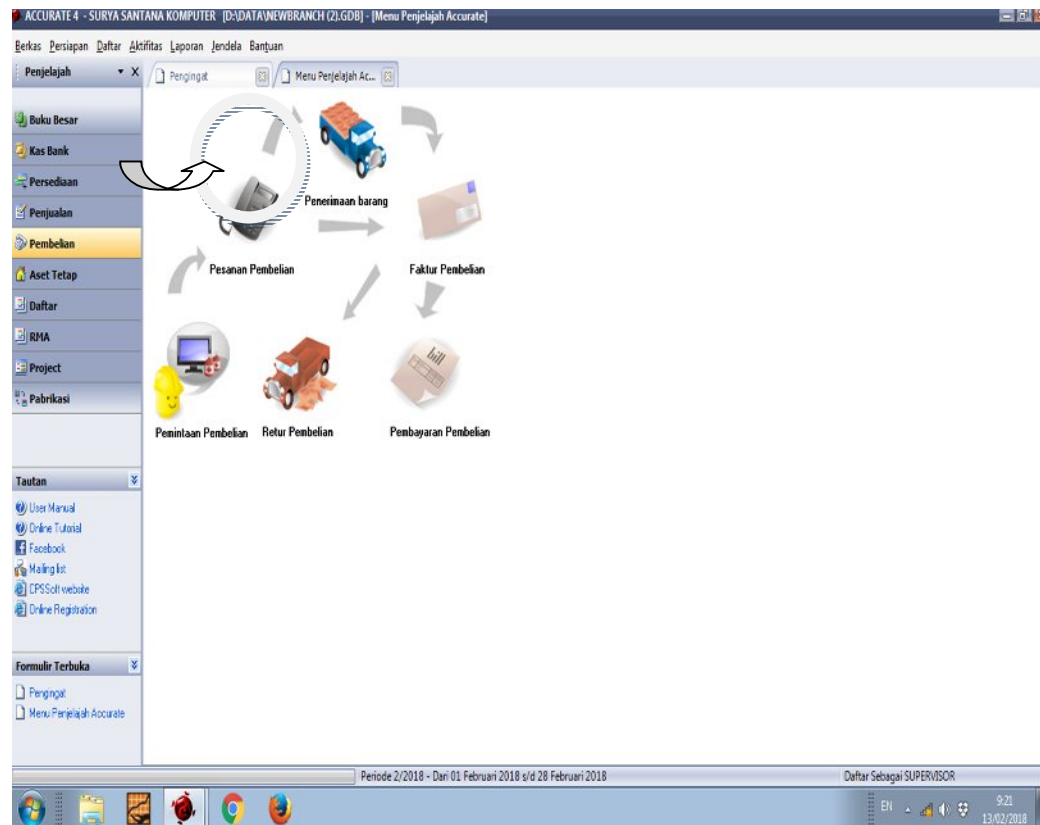 ACCURATE 4 - SURYA SANTANA KOMPUTER [D:\DATA\NEWBRANCH (2).GDB] - [Menu Penjelajah Accurate]
Berkas Persiapan Daftar Aktifitas Laporan Jendela Bantuan
Penjelajah X
Pengingat
Menu Penjelajah Ac...
Buku Besar
Kas Bank
Persediaan
Penjualan
Pembelian
Aset Tetap
Daftar
RMA
Project
Pabrikasi
Penerimaan barang
Pesanan Pembelian
Faktur Pembelian
bill
Pemintaan Pembelian
Retur Pembelian
Pembayaran Pembelian
Tautan
User Manual
Online Tutorial
Facebook
Mailing list
CPSSoft website
Online Registration
Formulir Terbuka
Pengingat
Menu Penjelajah Accurate
Periode 2/2018 - Dari 01 Februari 2018 s/d 28 Februari 2018
Daftar Sebagai SUPERVISOR
EN
9:21
13/02/2018